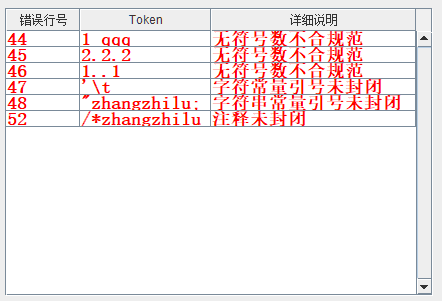 错误行号 Token 详细说明
44 1 qqq 无符号数不合规范
45 2.2.2 无符号数不合规范
46 1..1 无符号数不合规范
47 '\t 字符常量引号未封闭
48 "zhangzhilu; 字符串常量引号未封闭
52 /*zhangzhilu 注释未封闭